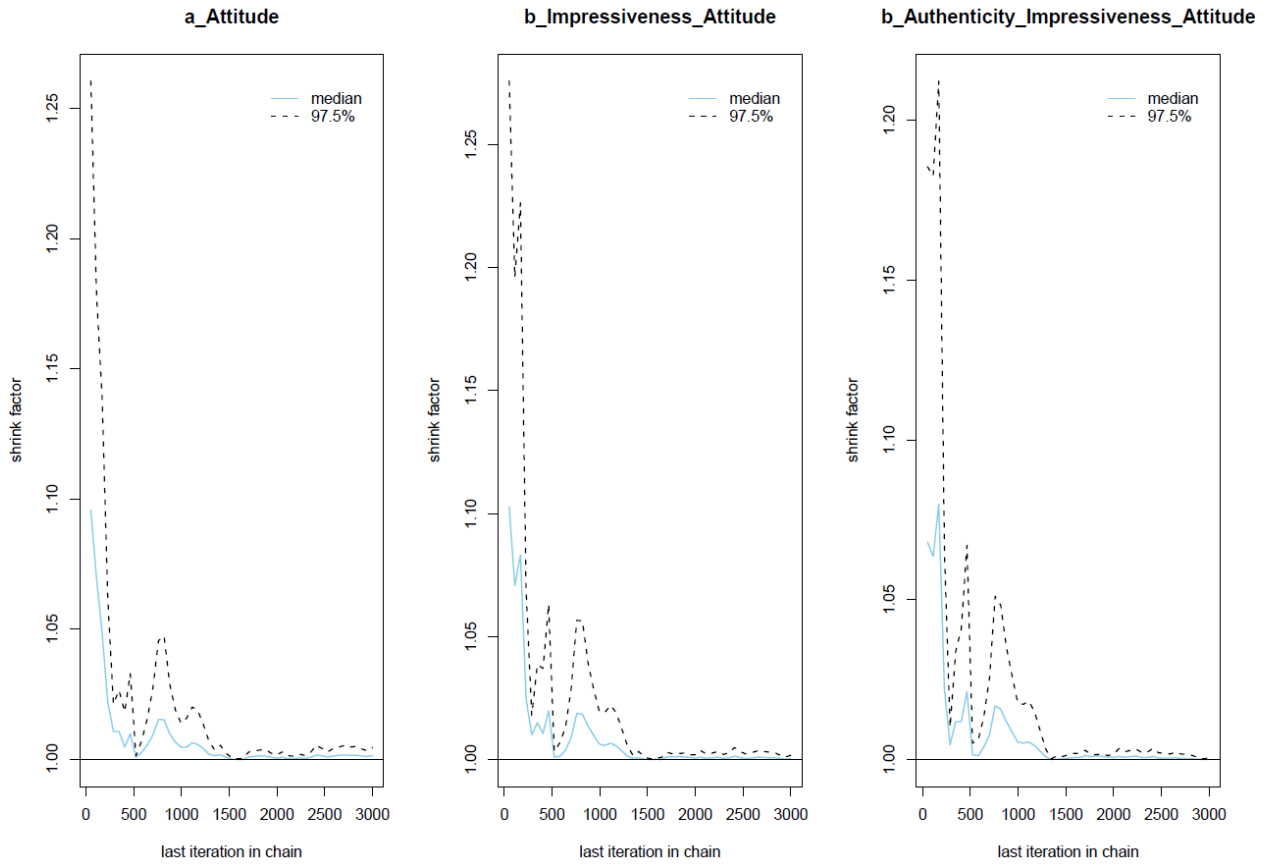 a_Attitude
shrink factor
1.25
1.20
1.15
1.10
1.05
1.00
median
97.5%
0 500 1000 1500 2000 2500 3000
last iteration in chain
b_Impressiveness_Attitude
shrink factor
1.25
1.20
1.15
1.10
1.05
1.00
median
97.5%
0 500 1000 1500 2000 2500 3000
last iteration in chain
b_Authenticity_Impressiveness_Attitude
shrink factor
1.20
1.15
1.10
1.05
1.00
median
97.5%
0 500 1000 1500 2000 2500 3000
last iteration in chain